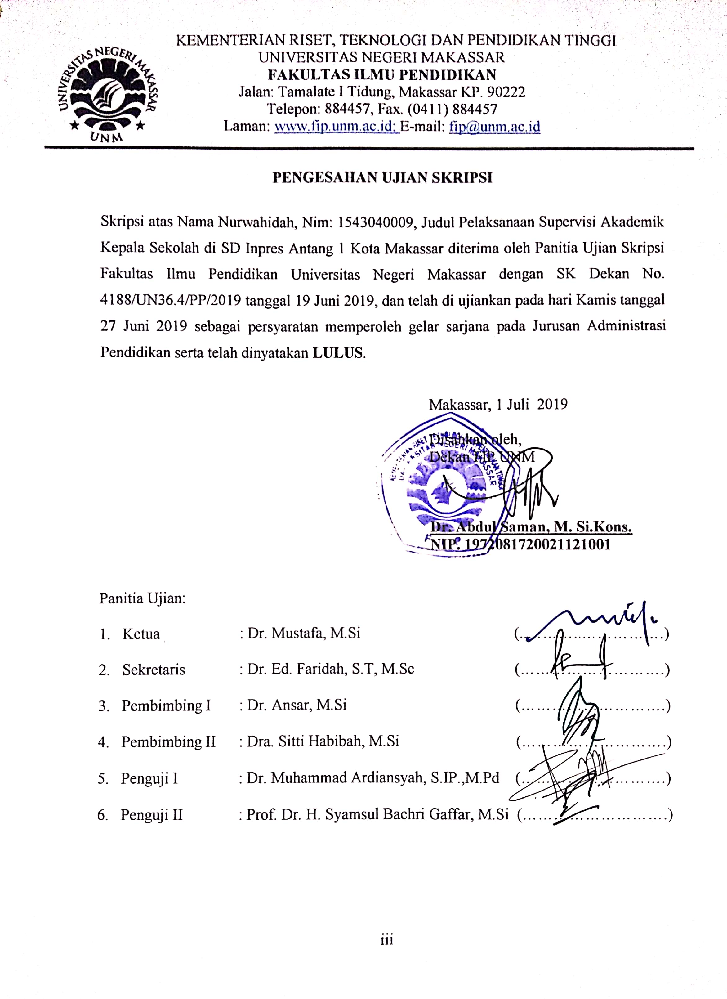 UNIVERSITAS NEGERI MAKASSAR
UNM
KEMENTERIAN RISET, TEKNOLOGI DAN PENDIDIKAN TINGGI
UNIVERSITAS NEGERI MAKASSAR
FAKULTAS ILMU PENDIDIKAN
Jalan: Tamalate I Tidung, Makassar KP. 90222
Telepon: 884457, Fax. (0411) 884457
Laman: www.fip.unm.ac.id; E-mail: fip@unm.ac.id
PENGESAHAN UJIAN SKRIPSI
Skripsi atas Nama Nurwahidah, Nim: 1543040009, Judul Pelaksanaan Supervisi Akademik
Kepala Sekolah di SD Inpres Antang 1 Kota Makassar diterima oleh Panitia Ujian Skripsi
Fakultas Ilmu Pendidikan Universitas Negeri Makassar dengan SK Dekan No.
4188/UN36.4/PP/2019 tanggal 19 Juni 2019, dan telah di ujiankan pada hari Kamis tanggal
27 Juni 2019 sebagai persyaratan memperoleh gelar sarjana pada Jurusan Administrasi
Pendidikan serta telah dinyatakan LULUS.
Makassar, 1 Juli 2019
Disahkan oleh,
Dekan FIP UNM
Dr. Abdul Saman, M. Si.Kons.
NIP. 197208172002​1121001
Panitia Ujian:
1. Ketua : Dr. Mustafa, M.Si (..............................)
2. Sekretaris : Dr. Ed. Faridah, S.T, M.Sc (..............................)
3. Pembimbing I : Dr. Ansar, M.Si (..............................)
4. Pembimbing II : Dra. Sitti Habibah, M.Si (..............................)
5. Penguji I : Dr. Muhammad Ardiansyah, S.IP.,M.Pd (..............................)
6. Penguji II : Prof. Dr. H. Syamsul Bachri Gaffar, M.Si (..............................)
iii